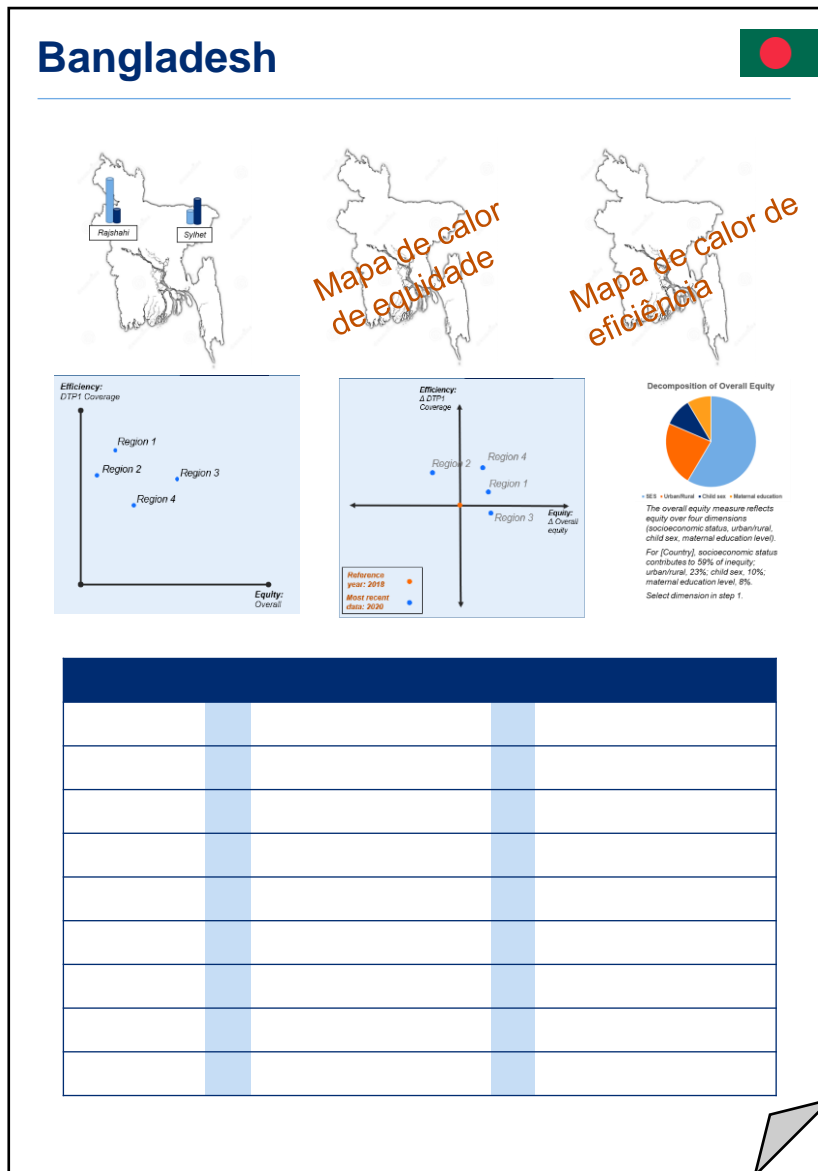 Bangladesh
Rajshahi
Sylhet
Mapa de calor
de equidade
Mapa de calor de
eficiência
Efficiency:
DTP1 Coverage
Region 1
Region 2
Region 3
Region 4
Equity:
Overall
Efficiency:
Δ DTP1
Coverage
Region 2
Region 4
Region 1
Region 3
Equity:
Δ Overall
equity
Reference
year: 2018
Most recent
data: 2020
Decomposition of Overall Equity
SES Urban/Rural Child sex Maternal education
The overall equity measure reflects
equity over four dimensions
(socioeconomic status, urban/rural,
child sex, maternal education level).
For [Country], socioeconomic status
contributes to 59% of inequity;
urban/rural, 23%; child sex, 10%;
maternal education level, 8%.
Select dimension in step 1.